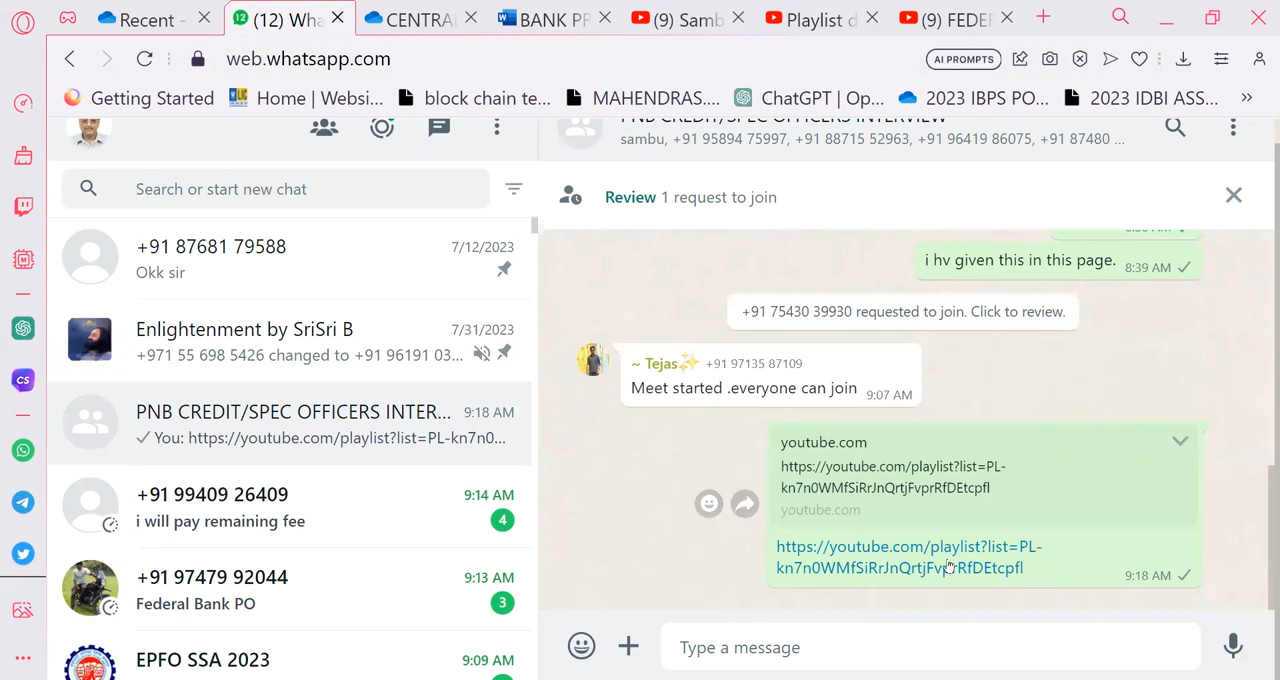 Recent -
(12) Wha
CENTRAL
BANK PR
(9) Samb
Playlist d
(9) FEDER
web.whatsapp.com
AI PROMPTS
Getting Started
Home | Websi...
block chain te...
MAHENDRAS....
ChatGPT | Op...
2023 IBPS PO...
2023 IDBI ASS...
PNB CREDIT/SPEC OFFICERS INTERVIEW
sambu, +91 95894 75997, +91 88715 52963, +91 96419 86075, +91 87480 ...
Search or start new chat
Review 1 request to join
+91 87681 79588
7/12/2023
Okk sir
Enlightenment by SriSri B
7/31/2023
+971 55 698 5426 changed to +91 96191 03...
PNB CREDIT/SPEC OFFICERS INTER...
9:18 AM
You: https://youtube.com/playlist?list=PL-kn7n0...
+91 99409 26409
9:14 AM
i will pay remaining fee
4
+91 97479 92044
9:13 AM
Federal Bank PO
3
EPFO SSA 2023
9:09 AM
i hv given this in this page.
8:39 AM
+91 75430 39930 requested to join. Click to review.
~ Tejas✨ +91 97135 87109
Meet started .everyone can join
9:07 AM
youtube.com
https://youtube.com/playlist?list=PL-
kn7n0WMfSiRrJnQrtjFvprRfDEtcpfl
youtube.com
https://youtube.com/playlist?list=PL-
kn7n0WMfSiRrJnQrtjFvprRfDEtcpfl
9:18 AM
Type a message